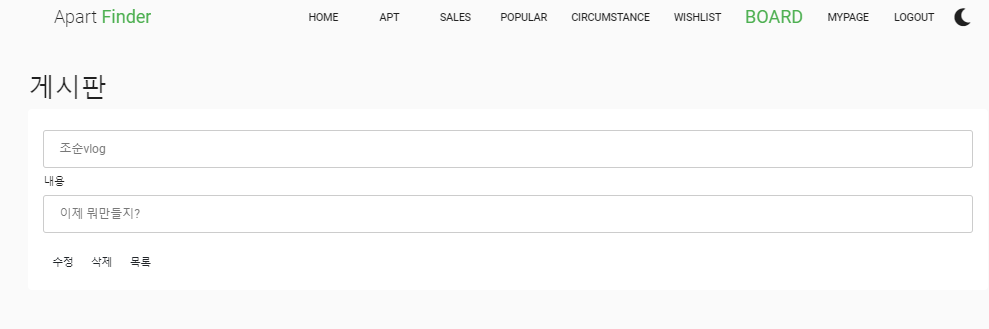 Apart Finder HOME APT SALES POPULAR CIRCUMSTANCE WISHLIST BOARD MYPAGE LOGOUT
게시판
조순vlog
내용
이제 뭐만들지?
수정 삭제 목록